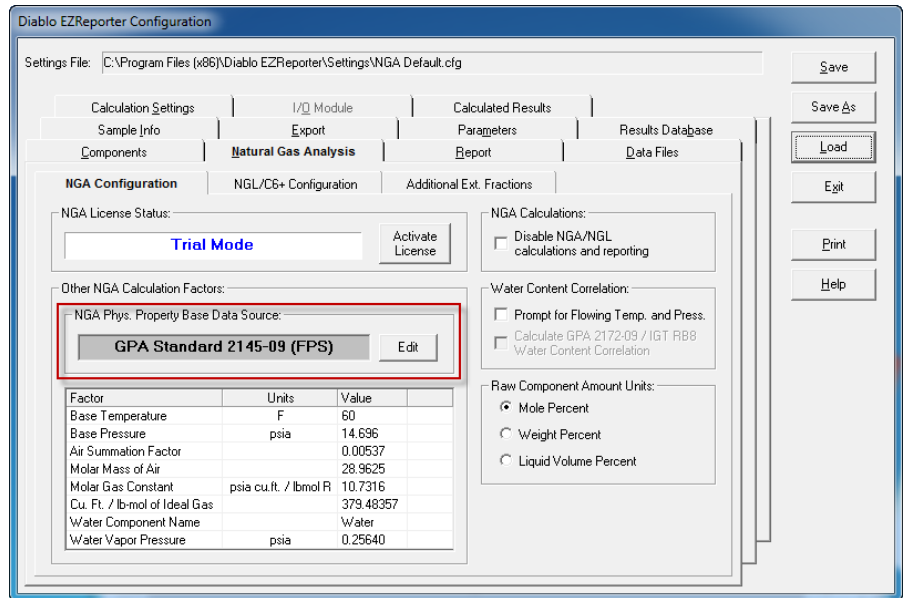 Diablo EZReporter Configuration
Settings File: C:\Program Files (x86)\Diablo EZReporter\Settings\NGA Default.cfg
Save
Save As
Load
Exit
Print
Help
Calculation Settings I/O Module Calculated Results
Sample Info Export Parameters Results Database
Components Natural Gas Analysis Report Data Files
NGA Configuration NGL/C6+ Configuration Additional Ext. Fractions
NGA License Status:
Trial Mode
Activate
License
Other NGA Calculation Factors:
NGA Phys. Property Base Data Source:
GPA Standard 2145-09 (FPS) Edit
Factor Units Value
Base Temperature F 60
Base Pressure psia 14.696
Air Summation Factor 0.00537
Molar Mass of Air 28.9625
Molar Gas Constant psia cu.ft. / lbmol R 10.7316
Cu. Ft. / lb-mol of Ideal Gas 379.48357
Water Component Name Water
Water Vapor Pressure psia 0.25640
NGA Calculations:
Disable NGA/NGL
calculations and reporting
Water Content Correlation:
Prompt for Flowing Temp. and Press.
Calculate GPA 2172-09 / IGT RB8
Water Content Correlation
Raw Component Amount Units:
Mole Percent
Weight Percent
Liquid Volume Percent